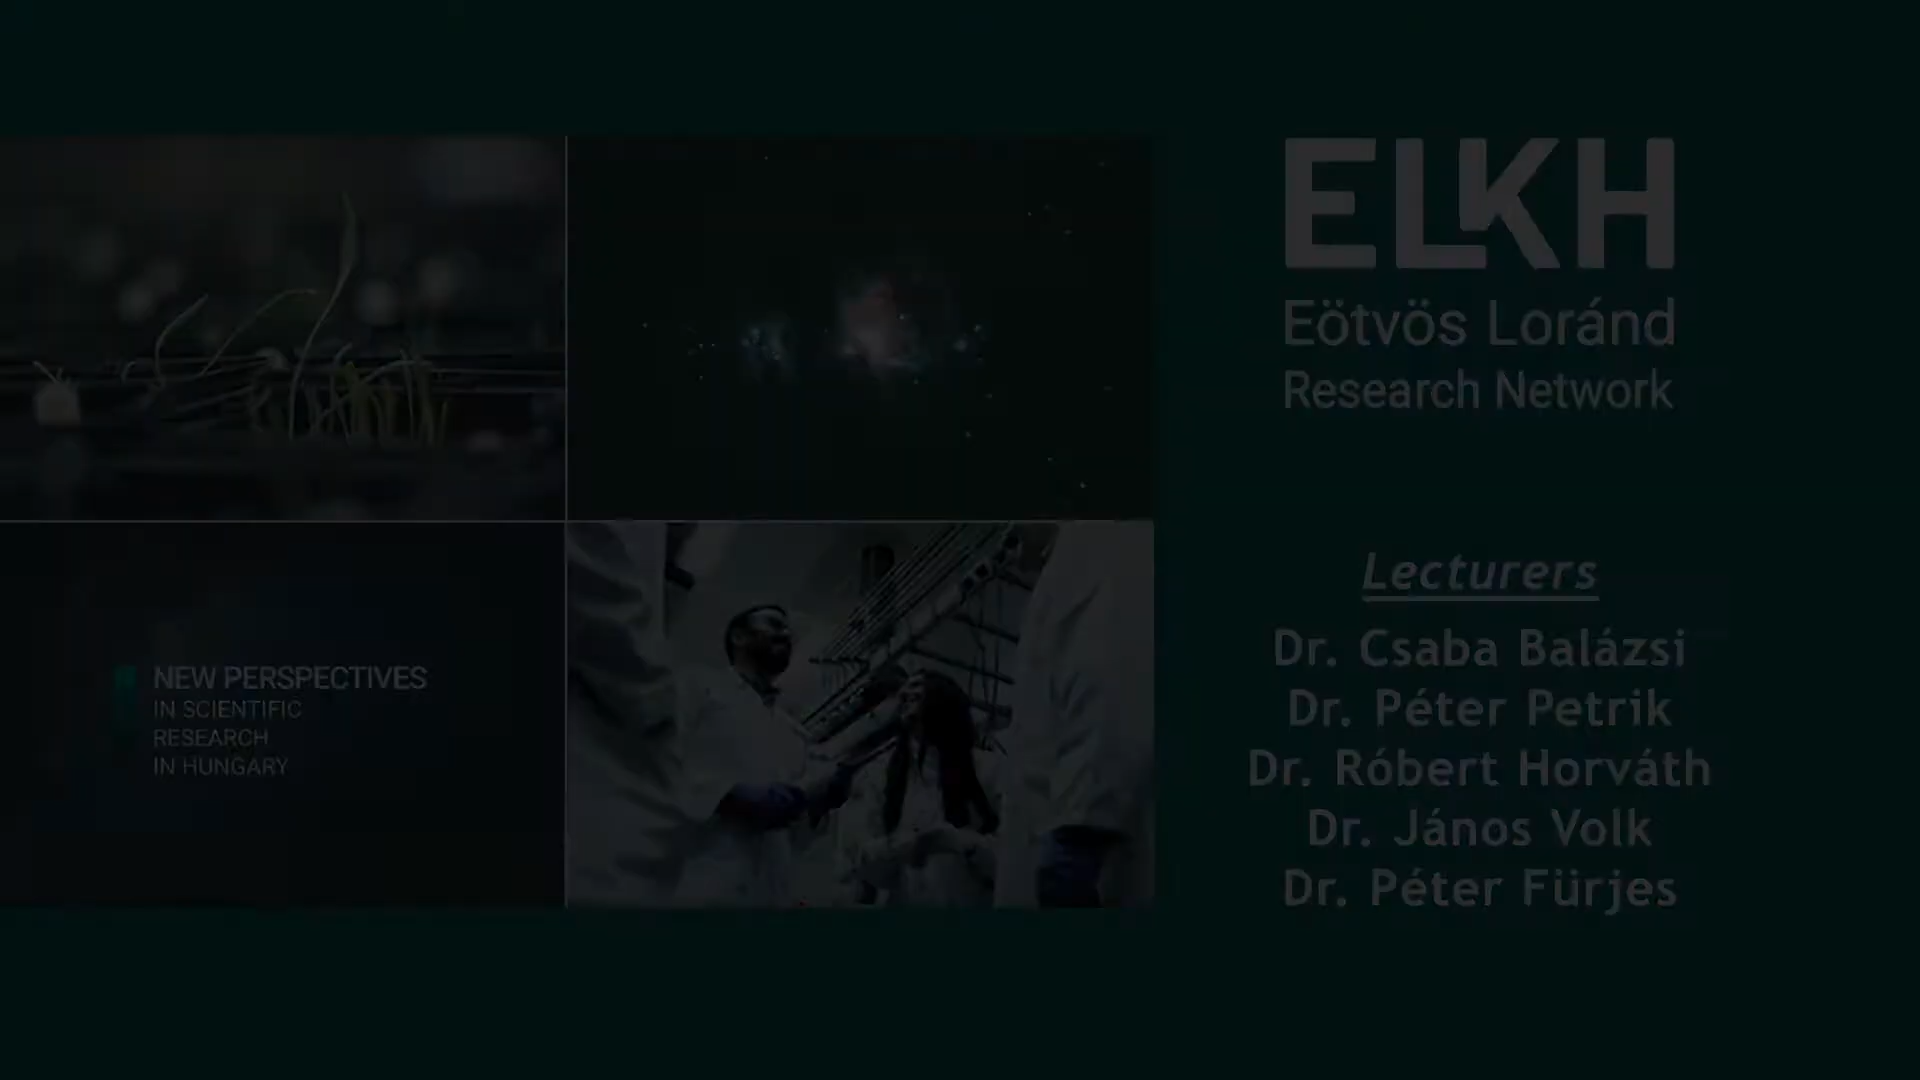 ELKH
Eötvös Loránd
Research Network
NEW PERSPECTIVES
IN SCIENTIFIC
RESEARCH
IN HUNGARY
Lecturers
Dr. Csaba Balázsi
Dr. Péter Petrik
Dr. Róbert Horváth
Dr. János Volk
Dr. Péter Fürjes